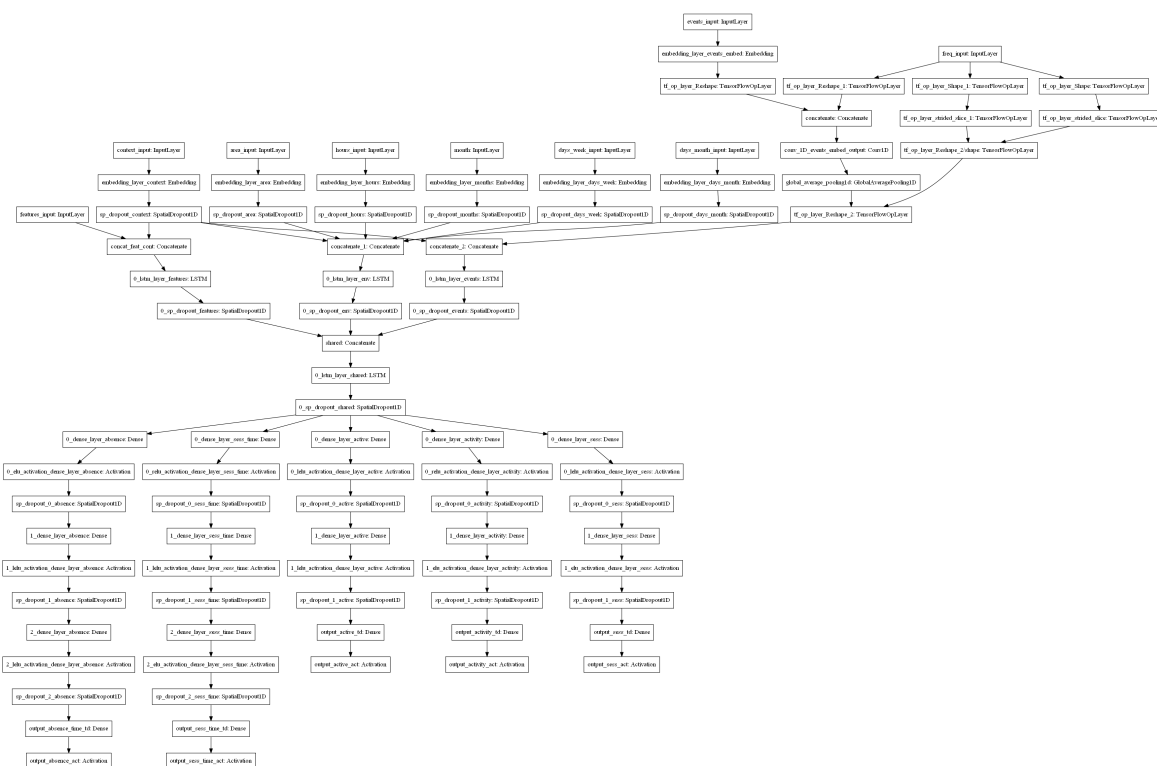 events_input: InputLayer
embedding_layer_events_embed: Embedding
freq_input: InputLayer
tf_op_layer_Reshape: TensorFlowOpLayer
tf_op_layer_Reshape_1: TensorFlowOpLayer
tf_op_layer_Shape_1: TensorFlowOpLayer
tf_op_layer_Shape: TensorFlowOpLayer
concatenate: Concatenate
tf_op_layer_strided_slice_1: TensorFlowOpLayer
tf_op_layer_strided_slice: TensorFlowOpLaye
context_input: InputLayer
area_input: InputLayer
hours_input: InputLayer
month_input: InputLayer
days_week_input: InputLayer
days_month_input: InputLayer
conv_1D_events_embed_output: Conv1D
tf_op_layer_Reshape_2/shape: TensorFlowOpLayer
embedding_layer_context: Embedding
embedding_layer_area: Embedding
embedding_layer_hours: Embedding
embedding_layer_months: Embedding
embedding_layer_days_week: Embedding
embedding_layer_days_month: Embedding
global_average_pooling1d: GlobalAveragePooling1D
features_input: InputLayer
sp_dropout_context: SpatialDropout1D
sp_dropout_area: SpatialDropout1D
sp_dropout_hours: SpatialDropout1D
sp_dropout_months: SpatialDropout1D
sp_dropout_days_week: SpatialDropout1D
sp_dropout_days_month: SpatialDropout1D
tf_op_layer_Reshape_2: TensorFlowOpLayer
concat_feat_cont: Concatenate
concatenate_1: Concatenate
concatenate_2: Concatenate
0_lstm_layer_features: LSTM
0_lstm_layer_env: LSTM
0_lstm_layer_events: LSTM
0_sp_dropout_features: SpatialDropout1D
0_sp_dropout_env: SpatialDropout1D
0_sp_dropout_events: SpatialDropout1D
shared: Concatenate
0_lstm_layer_shared: LSTM
0_sp_dropout_shared: SpatialDropout1D
0_dense_layer_absence: Dense
0_dense_layer_sess_time: Dense
0_dense_layer_active: Dense
0_dense_layer_activity: Dense
0_dense_layer_sess: Dense
0_elu_activation_dense_layer_absence: Activation
0_relu_activation_dense_layer_sess_time: Activation
0_lelu_activation_dense_layer_active: Activation
0_relu_activation_dense_layer_activity: Activation
0_lelu_activation_dense_layer_sess: Activation
sp_dropout_0_absence: SpatialDropout1D
sp_dropout_0_sess_time: SpatialDropout1D
sp_dropout_0_active: SpatialDropout1D
sp_dropout_0_activity: SpatialDropout1D
sp_dropout_0_sess: SpatialDropout1D
1_dense_layer_absence: Dense
1_dense_layer_sess_time: Dense
1_dense_layer_active: Dense
1_dense_layer_activity: Dense
1_dense_layer_sess: Dense
1_lelu_activation_dense_layer_absence: Activation
1_lelu_activation_dense_layer_sess_time: Activation
1_lelu_activation_dense_layer_active: Activation
1_elu_activation_dense_layer_activity: Activation
1_elu_activation_dense_layer_sess: Activation
sp_dropout_1_absence: SpatialDropout1D
sp_dropout_1_sess_time: SpatialDropout1D
sp_dropout_1_active: SpatialDropout1D
sp_dropout_1_activity: SpatialDropout1D
sp_dropout_1_sess: SpatialDropout1D
2_dense_layer_absence: Dense
2_dense_layer_sess_time: Dense
output_active_td: Dense
output_activity_td: Dense
output_sess_td: Dense
2_lelu_activation_dense_layer_absence: Activation
2_elu_activation_dense_layer_sess_time: Activation
output_active_act: Activation
output_activity_act: Activation
output_sess_act: Activation
sp_dropout_2_absence: SpatialDropout1D
sp_dropout_2_sess_time: SpatialDropout1D
output_absence_time_td: Dense
output_sess_time_td: Dense
output_absence_act: Activation
output_sess_time_act: Activation